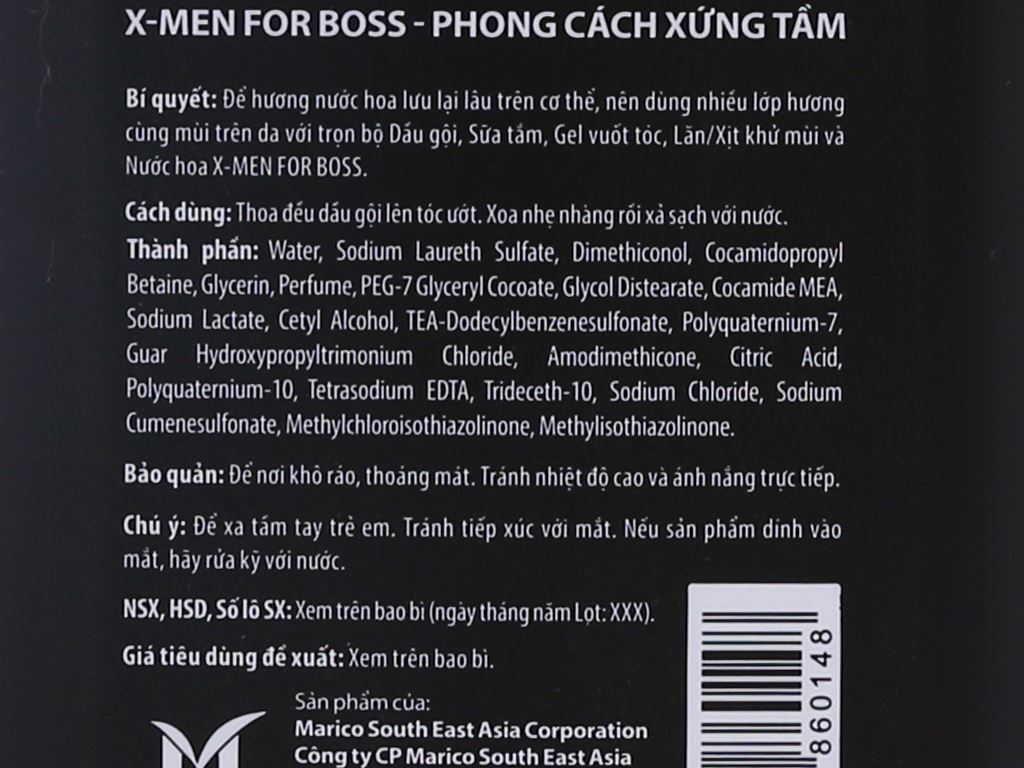 X-MEN FOR BOSS - PHONG CÁCH XỨNG TẦM
Bí quyết: Để hương nước hoa lưu lại lâu trên cơ thể, nên dùng nhiều lớp hương
cùng mùi trên da với trọn bộ Dầu gội, Sữa tắm, Gel vuốt tóc, Lăn/Xịt khử mùi và
Nước hoa X-MEN FOR BOSS.
Cách dùng: Thoa đều dầu gội lên tóc ướt. Xoa nhẹ nhàng rồi xả sạch với nước.
Thành phần: Water, Sodium Laureth Sulfate, Dimethiconol, Cocamidopropyl
Betaine, Glycerin, Perfume, PEG-7 Glyceryl Cocoate, Glycol Distearate, Cocamide MEA,
Sodium Lactate, Cetyl Alcohol, TEA-Dodecylbenzenesulfonate, Polyquaternium-7,
Guar Hydroxypropyltrimonium Chloride, Amodimethicone, Citric Acid,
Polyquaternium-10, Tetrasodium EDTA, Trideceth-10, Sodium Chloride, Sodium
Cumenesulfonate, Methylchloroisothiazolinone, Methylisothiazolinone.
Bảo quản: Để nơi khô ráo, thoáng mát. Tránh nhiệt độ cao và ánh nắng trực tiếp.
Chú ý: Để xa tầm tay trẻ em. Tránh tiếp xúc với mắt. Nếu sản phẩm dính vào
mắt, hãy rửa kỹ với nước.
NSX, HSD, Số lô SX: Xem trên bao bì (ngày tháng năm Lọt: XXX).
Giá tiêu dùng đề xuất: Xem trên bao bì.
Sản phẩm của:
Marico South East Asia Corporation
Công ty CP Marico South East Asia
860148